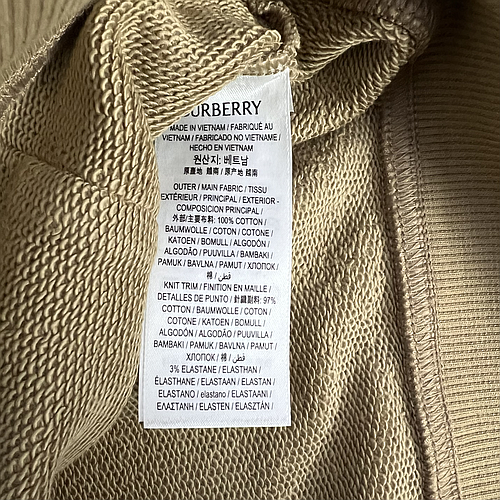 BURBERRY
MADE IN VIETNAM / FABRIQUÉ AU
VIETNAM / FABRICADO NO VIETNAME /
HECHO EN VIETNAM
원산지: 베트남
原產地 越南 / 原产地 越南
OUTER / MAIN FABRIC / TISSU
EXTÉRIEUR / PRINCIPAL / EXTERIOR -
COMPOSICION PRINCIPAL /
外部/主要布料: 100% COTTON /
BAUMWOLLE / COTON / COTONE /
KATOEN / BOMULL / ALGODÓN /
ALGODÃO / PUUVILLA / BAMBAKI /
PAMUK / BAVLNA / PAMUT / ХЛОПОК /
棉 / قطن /
KNIT TRIM / FINITION EN MAILLE /
DETALLES DE PUNTO / 針織副料: 97%
COTTON / BAUMWOLLE / COTON /
COTONE / KATOEN / BOMULL /
ALGODÓN / ALGODÃO / PUUVILLA /
BAMBAKI / PAMUK / BAVLNA / PAMUT /
ХЛОПОК / 棉 / قطن /
3% ELASTANE / ELASTHAN /
ÉLASTHANE / ELASTAAN / ELASTAN /
ELASTANO / elastano / ELASTAANI /
ΕΛΑΣΤΑΝΗ / ELASTEN / ELASZTÁN /